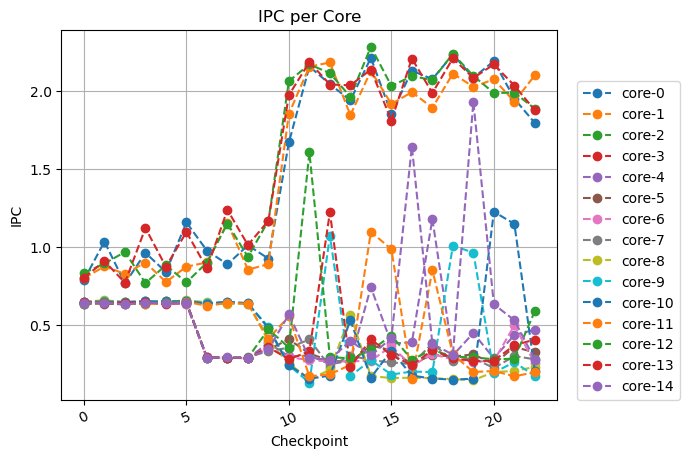 IPC per Core
IPC
2.0
1.5
1.0
0.5
0
5
10
15
20
Checkpoint
core-0
core-1
core-2
core-3
core-4
core-5
core-6
core-7
core-8
core-9
core-10
core-11
core-12
core-13
core-14